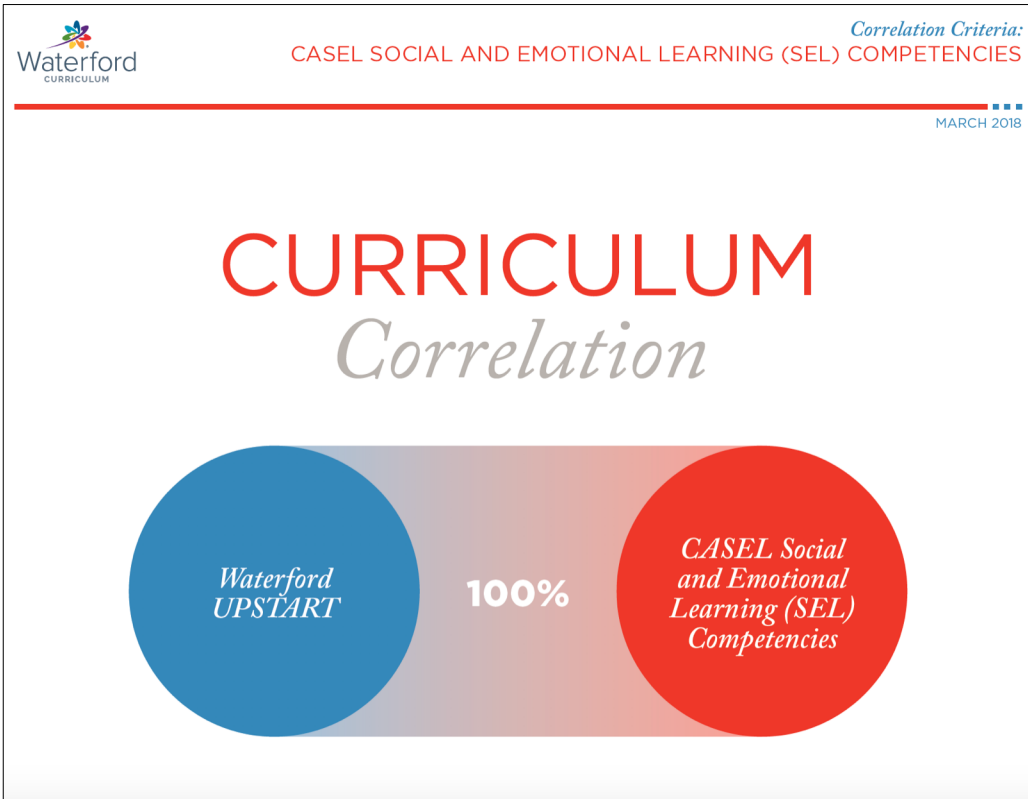 Waterford
CURRICULUM
Correlation Criteria:
CASEL SOCIAL AND EMOTIONAL LEARNING (SEL) COMPETENCIES
MARCH 2018
CURRICULUM
Correlation
Waterford
UPSTART
100%
CASEL Social
and Emotional
Learning (SEL)
Competencies